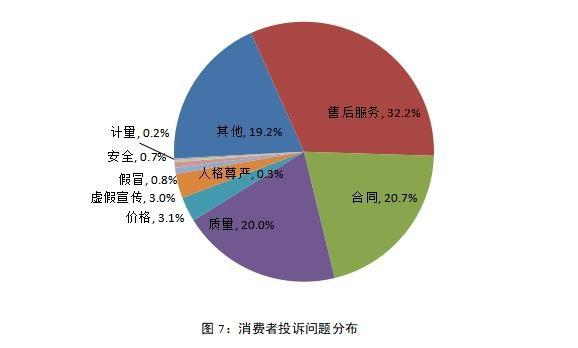 其他, 19.2%
售后服务, 32.2%
计量, 0.2%
安全, 0.7%
人格尊严, 0.3%
假冒, 0.8%
虚假宣传, 3.0%
价格, 3.1%
质量, 20.0%
合同, 20.7%
图 7：消费者投诉问题分布